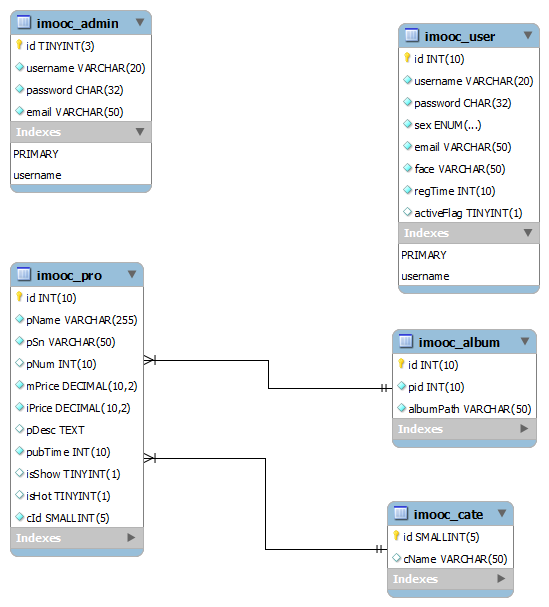 imooc_admin
id TINYINT(3)
username VARCHAR(20)
password CHAR(32)
email VARCHAR(50)
Indexes
PRIMARY
username
imooc_user
id INT(10)
username VARCHAR(20)
password CHAR(32)
sex ENUM(...)
email VARCHAR(50)
face VARCHAR(50)
regTime INT(10)
activeFlag TINYINT(1)
Indexes
PRIMARY
username
imooc_pro
id INT(10)
pName VARCHAR(255)
pSn VARCHAR(50)
pNum INT(10)
mPrice DECIMAL(10,2)
iPrice DECIMAL(10,2)
pDesc TEXT
pubTime INT(10)
isShow TINYINT(1)
isHot TINYINT(1)
cId SMALLINT(5)
Indexes
imooc_album
id INT(10)
pid INT(10)
albumPath VARCHAR(50)
Indexes
imooc_cate
id SMALLINT(5)
cName VARCHAR(50)
Indexes